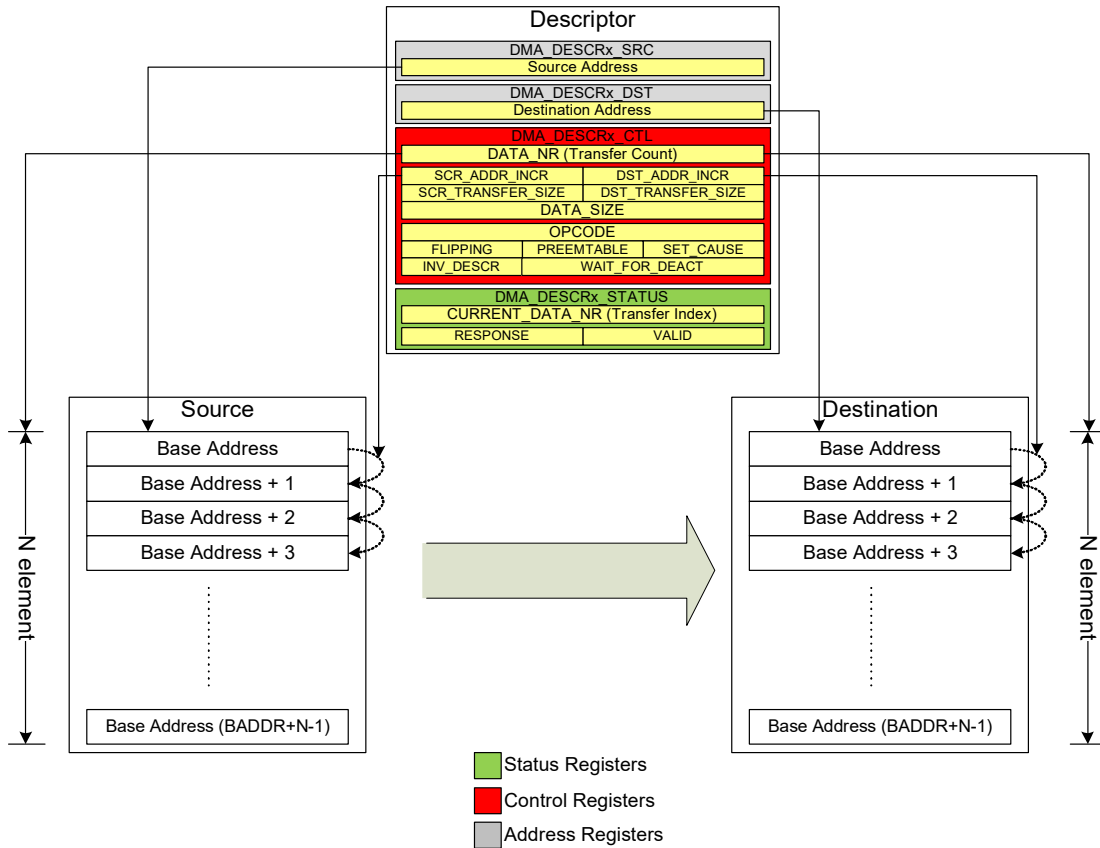 Descriptor
DMA_DESCRx_SRC
Source Address
DMA_DESCRx_DST
Destination Address
DMA_DESCRx_CTL
DATA_NR (Transfer Count)
SCR_ADDR_INCR DST_ADDR_INCR
SCR_TRANSFER_SIZE DST_TRANSFER_SIZE
DATA_SIZE
OPCODE
FLIPPING PREEMTABLE SET_CAUSE
INV_DESCR WAIT_FOR_DEACT
DMA_DESCRx_STATUS
CURRENT_DATA_NR (Transfer Index)
RESPONSE VALID
Source
Base Address
Base Address + 1
Base Address + 2
Base Address + 3
Base Address (BADDR+N-1)
N element
Destination
Base Address
Base Address + 1
Base Address + 2
Base Address + 3
Base Address (BADDR+N-1)
N element
Status Registers
Control Registers
Address Registers